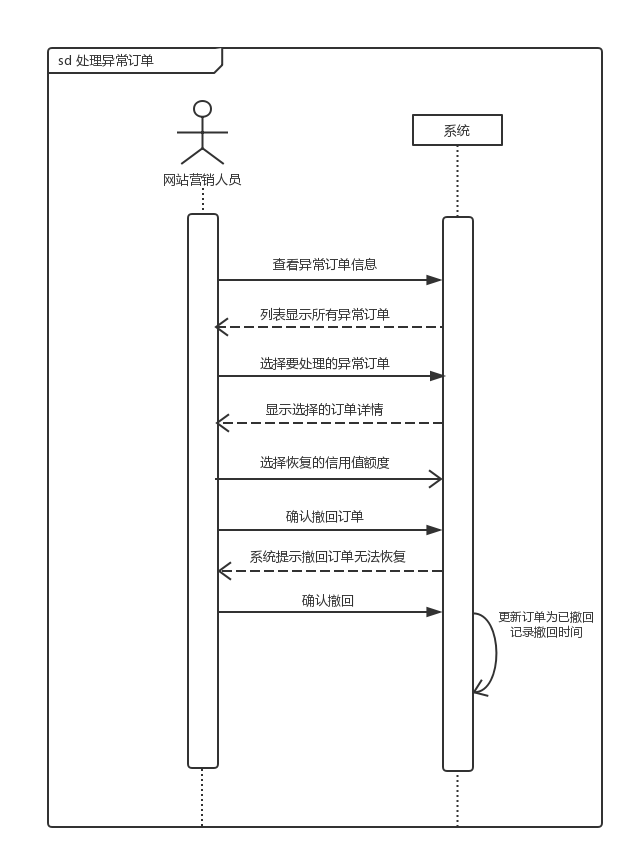 sd 处理异常订单
系统
网站营销人员
查看异常订单信息
列表显示所有异常订单
选择要处理的异常订单
显示选择的订单详情
选择恢复的信用值额度
确认撤回订单
系统提示撤回订单无法恢复
确认撤回
更新订单为已撤回
记录撤回时间